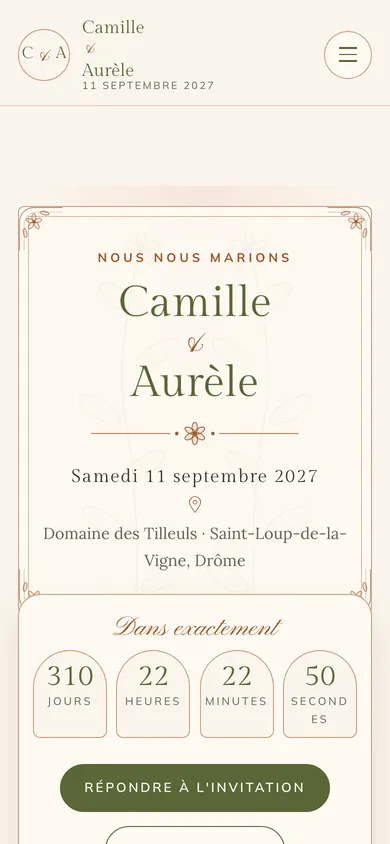 C & A
Camille
&
Aurèle
11 SEPTEMBRE 2027
NOUS NOUS MARIONS
Camille
&
Aurèle
Samedi 11 septembre 2027
Domaine des Tilleuls · Saint-Loup-de-la-
Vigne, Drôme
Dans exactement
310 22 22 50
JOURS HEURES MINUTES SECOND
ES
RÉPONDRE À L'INVITATION